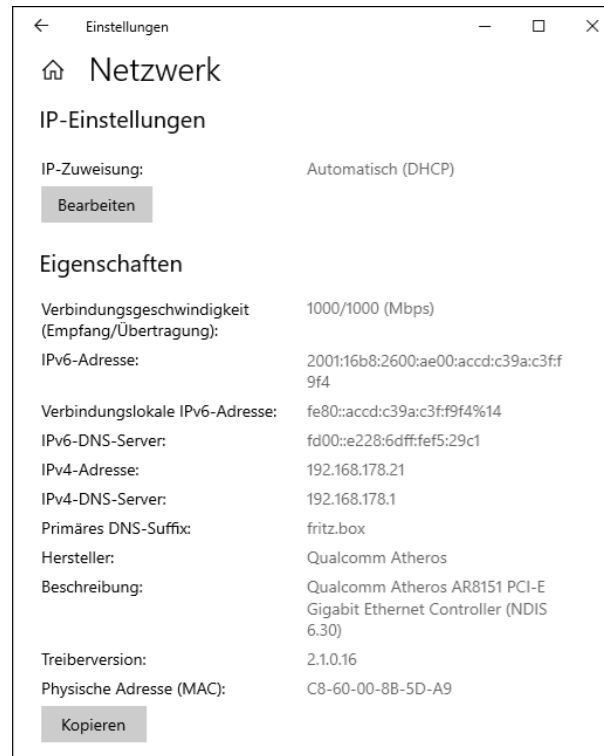 Einstellungen
Netzwerk
IP-Einstellungen
IP-Zuweisung: Automatisch (DHCP)
Bearbeiten
Eigenschaften
Verbindungsgeschwindigkeit 1000/1000 (Mbps)
(Empfang/Übertragung):
IPv6-Adresse: 2001:16b8:2600:ae00:accd:c39a:c3f:f
9f4
Verbindungslokale IPv6-Adresse: fe80::accd:c39a:c3f:f9f4%14
IPv6-DNS-Server: fd00::e228:6dff:fef5:29c1
IPv4-Adresse: 192.168.178.21
IPv4-DNS-Server: 192.168.178.1
Primäres DNS-Suffix: fritz.box
Hersteller: Qualcomm Atheros
Beschreibung: Qualcomm Atheros AR8151 PCI-E
Gigabit Ethernet Controller (NDIS
6.30)
Treiberversion: 2.1.0.16
Physische Adresse (MAC): C8-60-00-8B-5D-A9
Kopieren